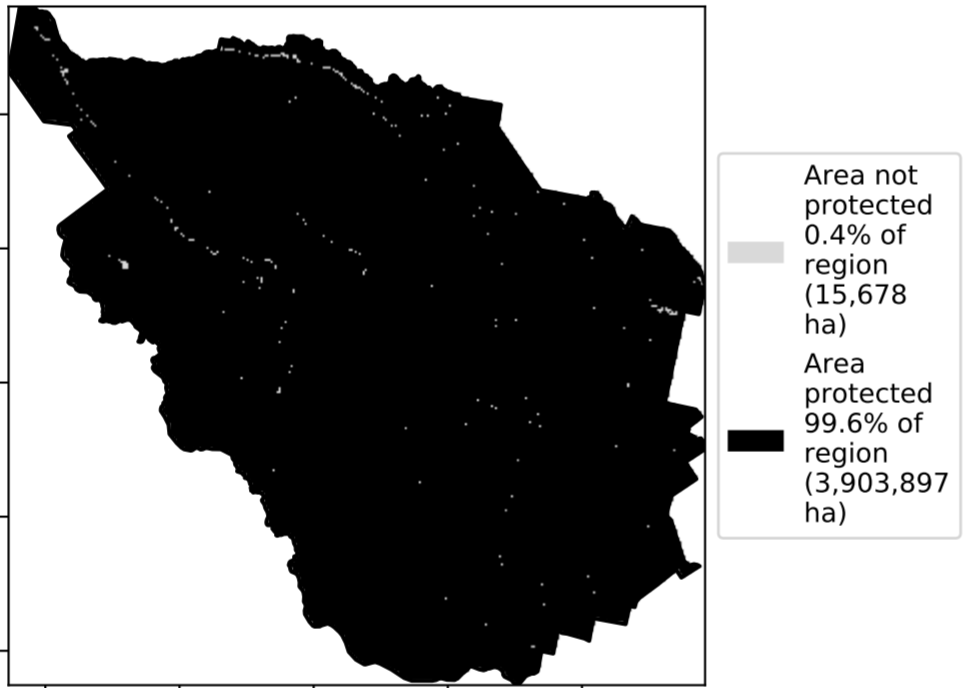 Area not
protected
0.4% of
region
(15,678
ha)
Area
protected
99.6% of
region
(3,903,897
ha)